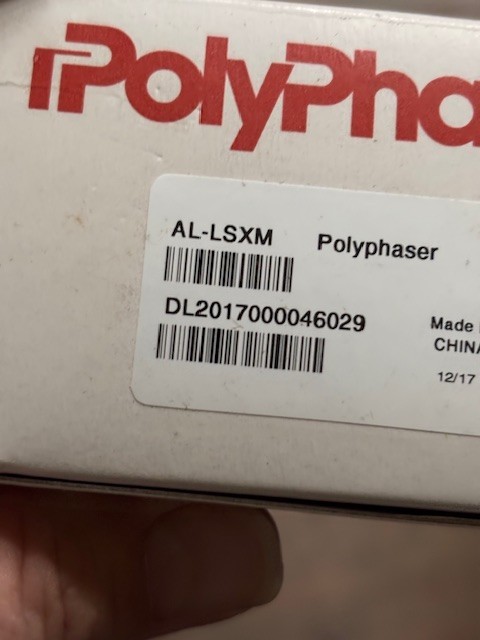 PolyPha
AL-LSXM Polyphaser
DL2017000046029
Made
CHINA
12/17